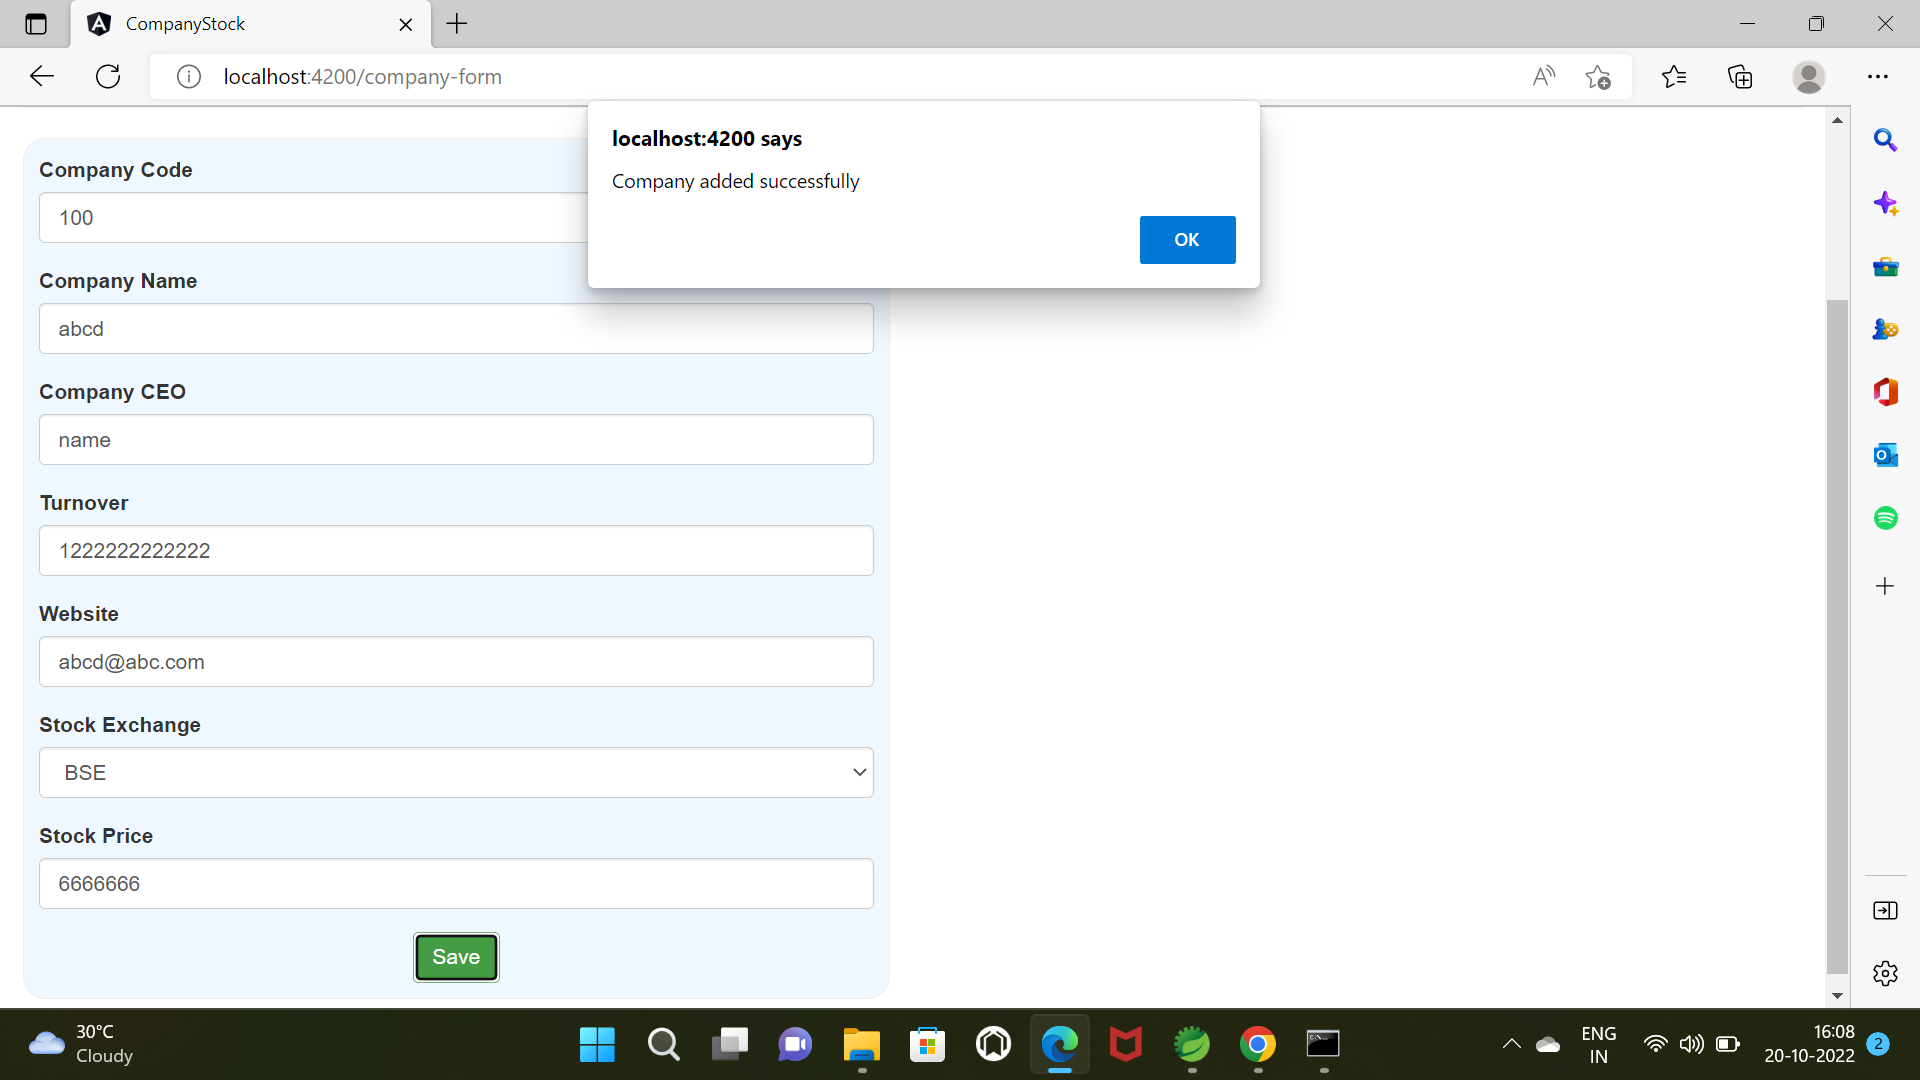 CompanyStock
localhost:4200/company-form
localhost:4200 says
Company added successfully
OK
Company Code
100
Company Name
abcd
Company CEO
name
Turnover
1222222222222
Website
abcd@abc.com
Stock Exchange
BSE
Stock Price
6666666
Save
30°C
Cloudy
ENG
IN
16:08
20-10-2022
2